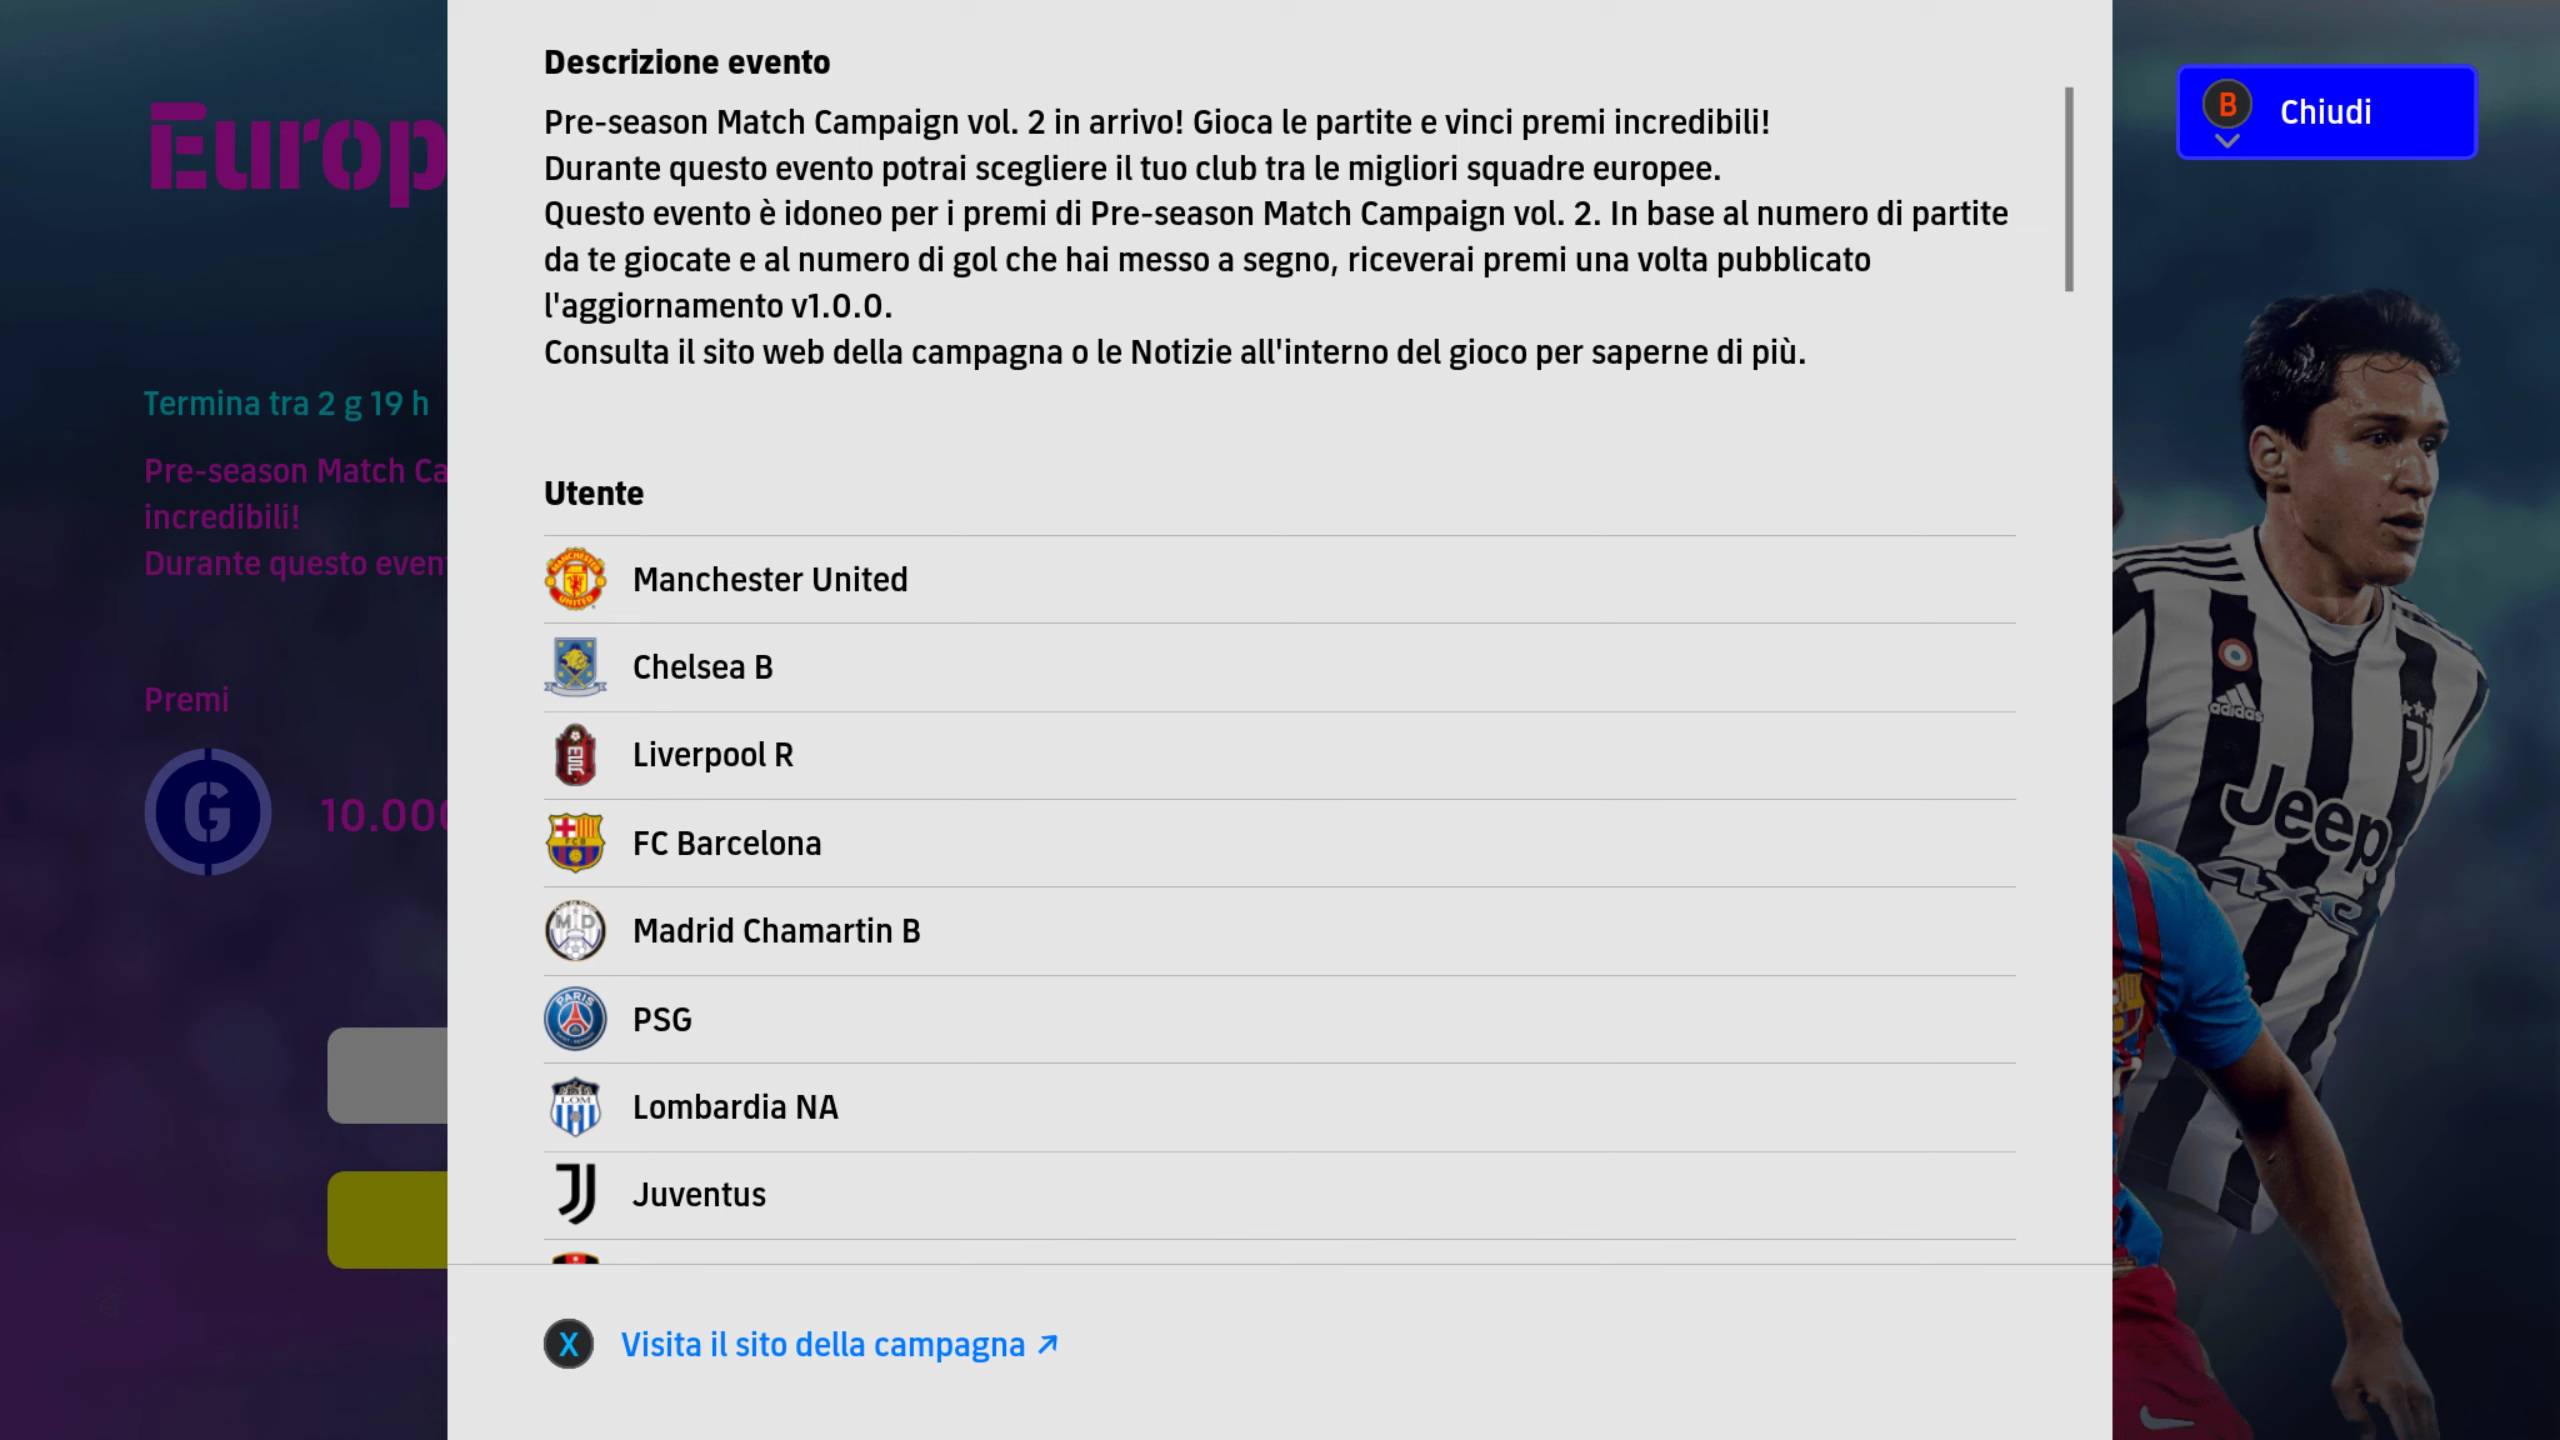 Descrizione evento
Pre-season Match Campaign vol. 2 in arrivo! Gioca le partite e vinci premi incredibili!
Durante questo evento potrai scegliere il tuo club tra le migliori squadre europee.
Questo evento è idoneo per i premi di Pre-season Match Campaign vol. 2. In base al numero di partite
da te giocate e al numero di gol che hai messo a segno, riceverai premi una volta pubblicato
l'aggiornamento v1.0.0.
Consulta il sito web della campagna o le Notizie all'interno del gioco per saperne di più.
Utente
Manchester United
Chelsea B
Liverpool R
FC Barcelona
Madrid Chamartin B
PSG
Lombardia NA
Juventus
X Visita il sito della campagna
B Chiudi
Europ
Termina tra 2 g 19 h
Pre-season Match Ca
incredibili!
Durante questo even
Premi
G 10.000
adidas
Jeep
4xe